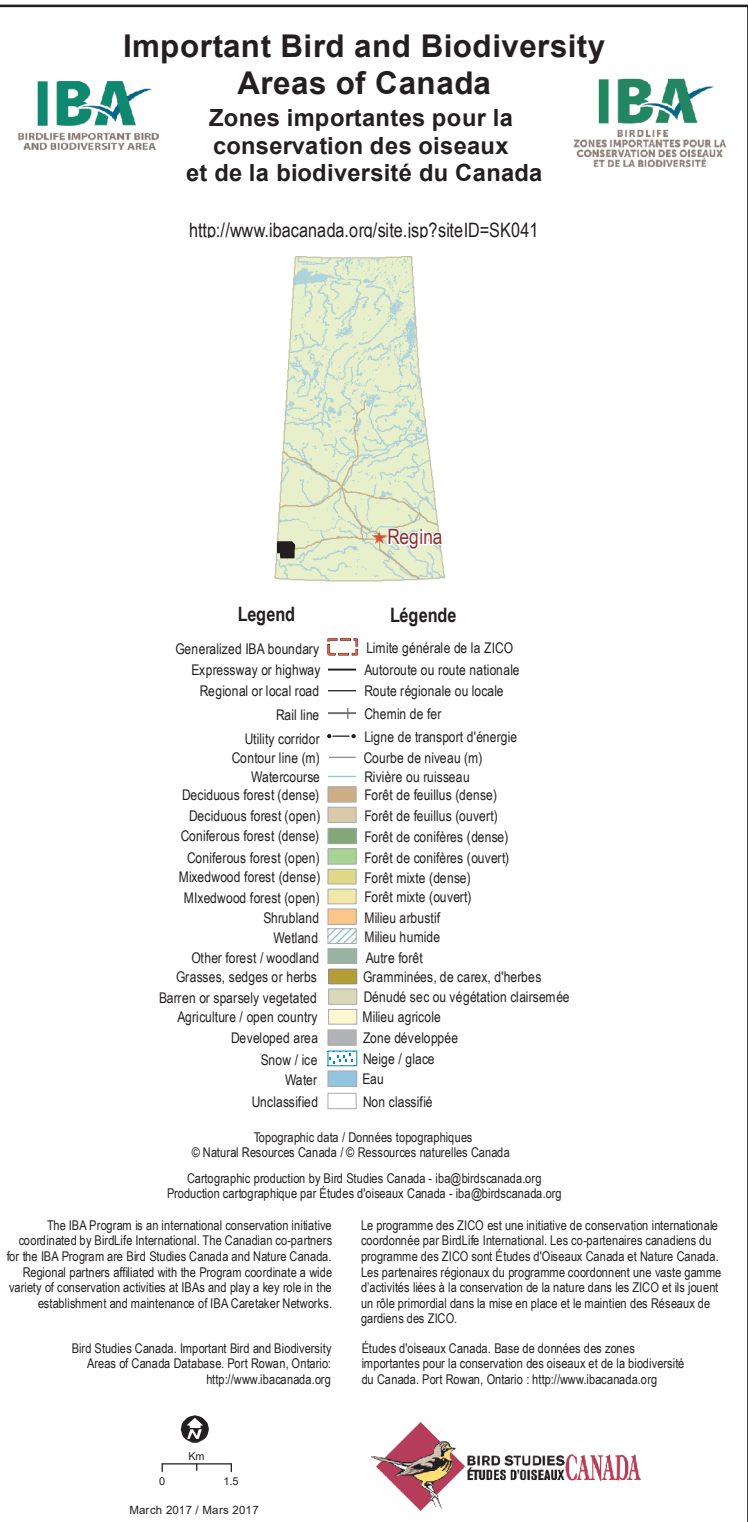 Important Bird and Biodiversity
Areas of Canada
Zones importantes pour la
conservation des oiseaux
et de la biodiversité du Canada
IBA
BIRDLIFE IMPORTANT BIRD
AND BIODIVERSITY AREA
IBA
BIRDLIFE
ZONES IMPORTANTES POUR LA
CONSERVATION DES OISEAUX
ET DE LA BIODIVERSITÉ
http://www.ibacanada.org/site.jsp?siteID=SK041
Regina
Legend Légende
Generalized IBA boundary Limite générale de la ZICO
Expressway or highway Autoroute ou route nationale
Regional or local road Route régionale ou locale
Rail line Chemin de fer
Utility corridor Ligne de transport d'énergie
Contour line (m) Courbe de niveau (m)
Watercourse Rivière ou ruisseau
Deciduous forest (dense) Forêt de feuillus (dense)
Deciduous forest (open) Forêt de feuillus (ouvert)
Coniferous forest (dense) Forêt de conifères (dense)
Coniferous forest (open) Forêt de conifères (ouvert)
Mixedwood forest (dense) Forêt mixte (dense)
MIxedwood forest (open) Forêt mixte (ouvert)
Shrubland Milieu arbustif
Wetland Milieu humide
Other forest / woodland Autre forêt
Grasses, sedges or herbs Gramminées, de carex, d'herbes
Barren or sparsely vegetated Dénudé sec ou végétation clairsemée
Agriculture / open country Milieu agricole
Developed area Zone développée
Snow / ice Neige / glace
Water Eau
Unclassified Non classifié
Topographic data / Données topographiques
© Natural Resources Canada / © Ressources naturelles Canada
Cartographic production by Bird Studies Canada - iba@birdscanada.org
Production cartographique par Études d'oiseaux Canada - iba@birdscanada.org
The IBA Program is an international conservation initiative
coordinated by BirdLife International. The Canadian co-partners
for the IBA Program are Bird Studies Canada and Nature Canada.
Regional partners affiliated with the Program coordinate a wide
variety of conservation activities at IBAs and play a key role in the
establishment and maintenance of IBA Caretaker Networks.
Bird Studies Canada. Important Bird and Biodiversity
Areas of Canada Database. Port Rowan, Ontario:
http://www.ibacanada.org
Le programme des ZICO est une initiative de conservation internationale
coordonnée par BirdLife International. Les co-partenaires canadiens du
programme des ZICO sont Études d'Oiseaux Canada et Nature Canada.
Les partenaires régionaux du programme coordonnent une vaste gamme
d'activités liées à la conservation de la nature dans les ZICO et ils jouent
un rôle primordial dans la mise en place et le maintien des Réseaux de
gardiens des ZICO.
Études d'oiseaux Canada. Base de données des zones
importantes pour la conservation des oiseaux et de la biodiversité
du Canada. Port Rowan, Ontario : http://www.ibacanada.org
N
Km
0 1.5
March 2017 / Mars 2017
BIRD STUDIES
ÉTUDES D'OISEAUX CANADA